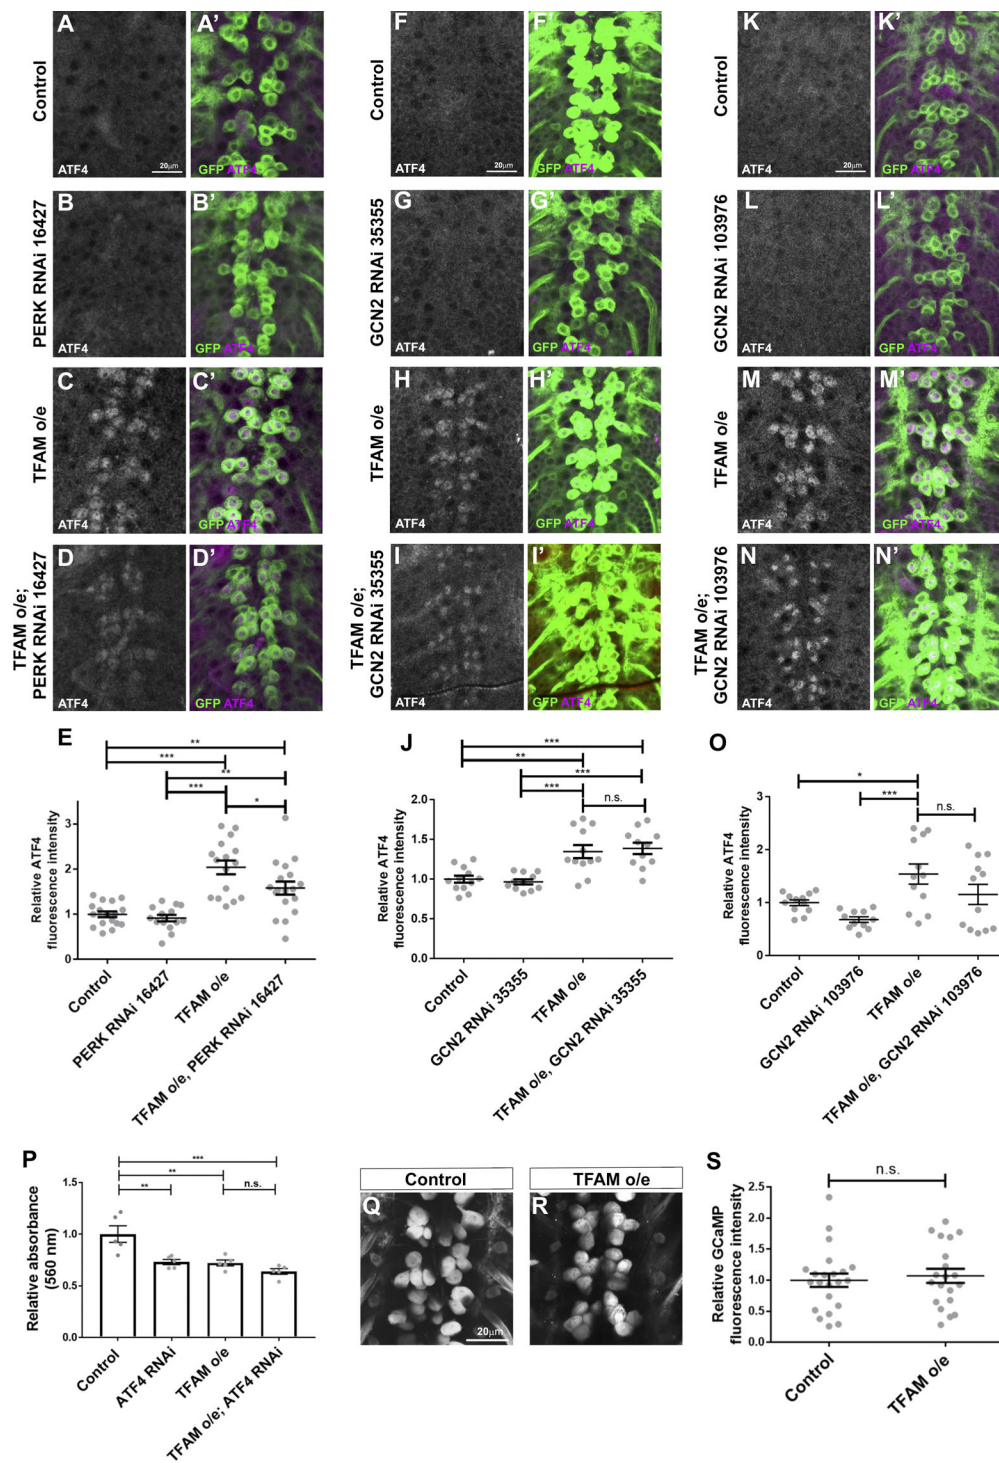 A A' F F' K K'
Control Control Control
ATF4 20μm GFP ATF4 ATF4 20μm GFP ATF4 ATF4 20μm GFP ATF4
B B' G G' L L'
PERK RNAi 16427 GCN2 RNAi 35355 GCN2 RNAi 103976
ATF4 GFP ATF4 ATF4 GFP ATF4 ATF4 GFP ATF4
C C' H H' M M'
TFAM o/e TFAM o/e TFAM o/e
ATF4 GFP ATF4 ATF4 GFP ATF4 ATF4 GFP ATF4
D D' I I' N N'
TFAM o/e; PERK RNAi 16427 TFAM o/e; GCN2 RNAi 35355 TFAM o/e; GCN2 RNAi 103976
ATF4 GFP ATF4 ATF4 GFP ATF4 ATF4 GFP ATF4
E
**
***
**
***
*
Relative ATF4
fluorescence intensity
3
2
1
0
Control
PERK RNAi 16427
TFAM o/e
TFAM o/e, PERK RNAi 16427
J
***
**
***
***
n.s.
Relative ATF4
fluorescence intensity
2.0
1.5
1.0
0.5
0.0
Control
GCN2 RNAi 35355
TFAM o/e
TFAM o/e, GCN2 RNAi 35355
O
*
***
n.s.
Relative ATF4
fluorescence intensity
3
2
1
0
Control
GCN2 RNAi 103976
TFAM o/e
TFAM o/e, GCN2 RNAi 103976
P
***
**
**
n.s.
Relative absorbance
(560 nm)
1.5
1.0
0.5
0.0
Control
ATF4 RNAi
TFAM o/e
TFAM o/e; ATF4 RNAi
Control TFAM o/e
Q R
20μm
S
n.s.
Relative GCaMP
fluorescence intensity
2.5
2.0
1.5
1.0
0.5
0.0
Control
TFAM o/e